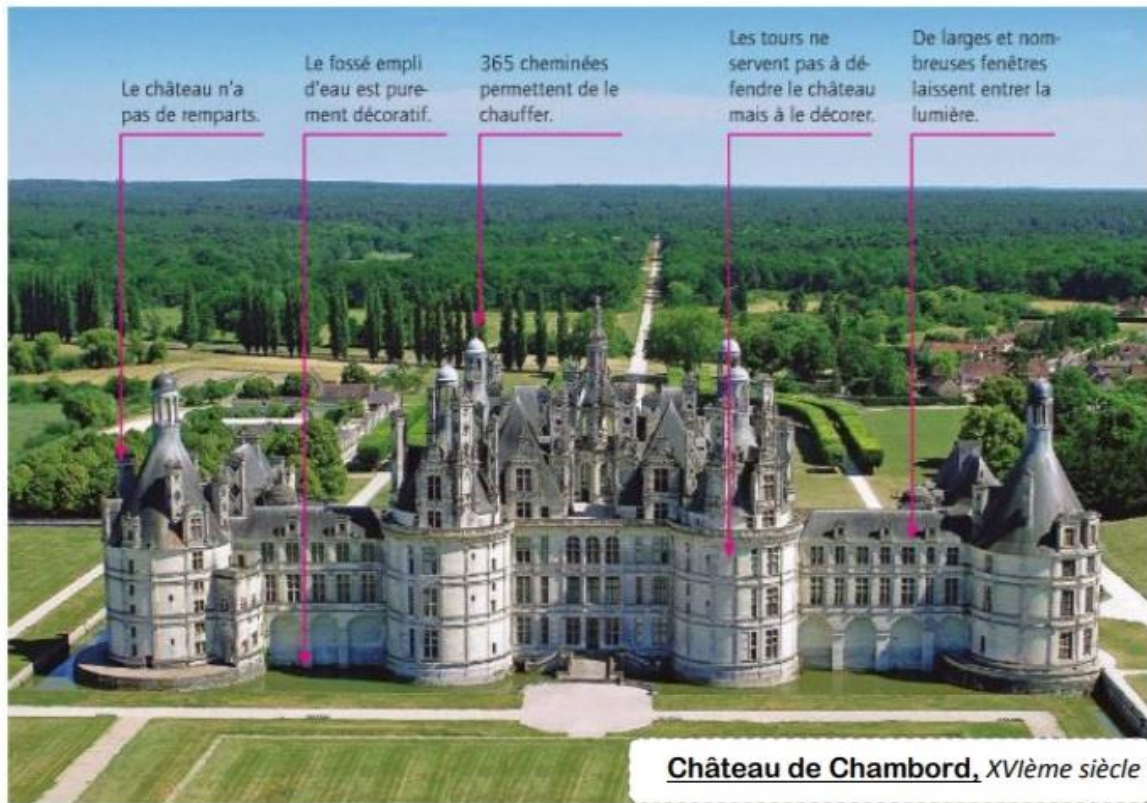 Le château n'a
pas de remparts.
Le fossé empli
d'eau est pure-
ment décoratif.
365 cheminées
permettent de le
chauffer.
Les tours ne
servent pas à dé-
fendre le château
mais à le décorer.
De larges et nom-
breuses fenêtres
laissent entrer la
lumière.
Château de Chambord, XVIème siècle